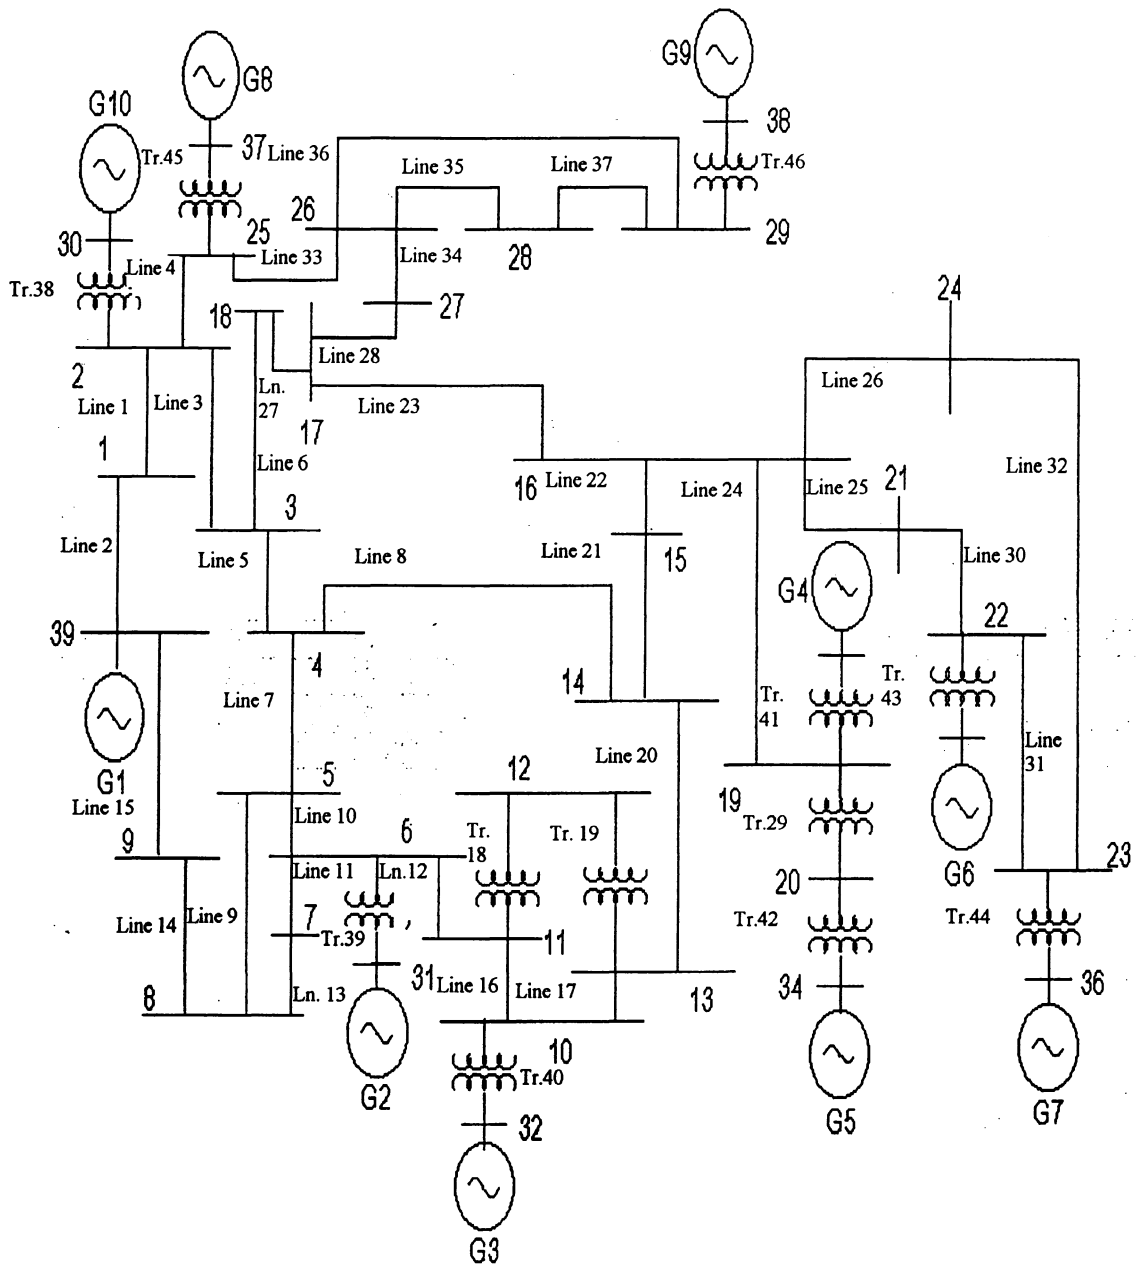 G9
G8
G10
38
Tr.45
37
Line 36
Line 35
Line 37
Tr.46
26
25
30
28
29
Line 4
Line 33
Line 34
Tr.38
24
18
27
Line 28
2
Ln.
27
Line 26
Line 1
Line 3
Line 23
17
1
Line 6
Line 32
16
Line 22
Line 24
Line 25
21
3
Line 2
Line 5
Line 8
Line 21
15
Line 30
G4
39
4
22
14
Line 7
Tr.
41
Tr.
43
G1
5
Line 20
Line
31
12
19
Line 15
Line 10
9
6
Tr.
18
Tr. 19
Tr.29
G6
23
Line 11
Ln.12
20
Line 14
Line 9
7
Tr.39
11
Tr.42
Tr.44
31
Line 16
Line 17
13
34
36
8
Ln. 13
10
G2
Tr.40
G5
G7
32
G3